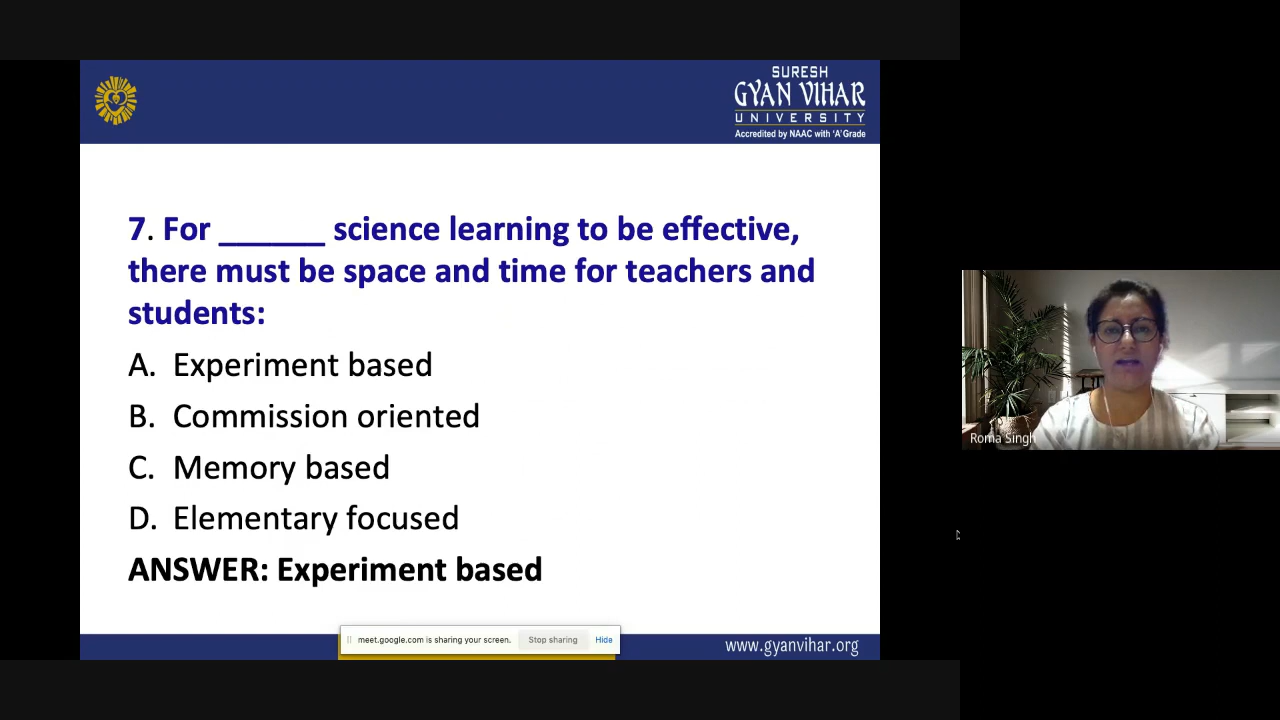 SURESH
GYAN VIHAR
UNIVERSITY
Accredited by NAAC with 'A' Grade
7. For ______ science learning to be effective,
there must be space and time for teachers and
students:
A. Experiment based
B. Commission oriented
C. Memory based
D. Elementary focused
ANSWER: Experiment based
Roma Singh
meet.google.com is sharing your screen. Stop sharing Hide
www.gyanvihar.org